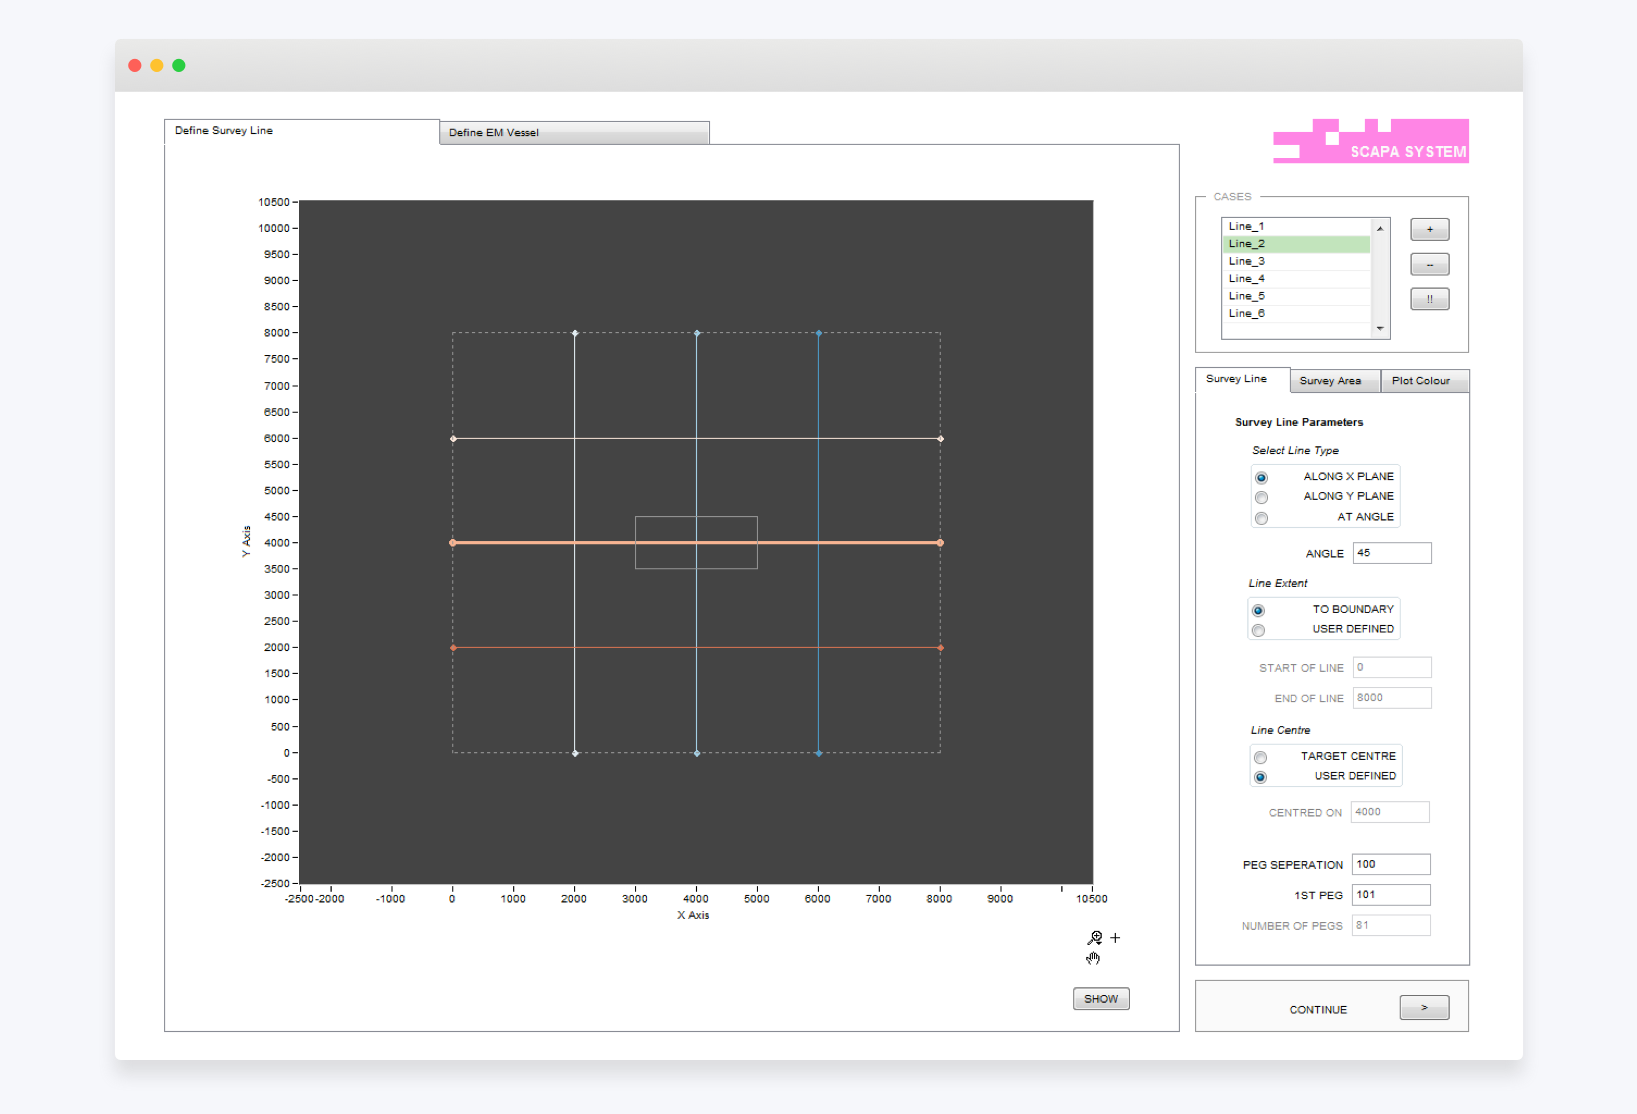 Define Survey Line
Define EM Vessel
SCAPA SYSTEM
10500
10000
9500
9000
8500
8000
7500
7000
6500
6000
5500
5000
4500
4000
3500
3000
2500
2000
1500
1000
500
0
-500
-1000
-1500
-2000
-2500
Y Axis
-2500 -2000 -1000 0 1000 2000 3000 4000 5000 6000 7000 8000 9000 10500
X Axis
SHOW
CASES
Line_1
Line_2
Line_3
Line_4
Line_5
Line_6
+
--
!!
Survey Line
Survey Area
Plot Colour
Survey Line Parameters
Select Line Type
ALONG X PLANE
ALONG Y PLANE
AT ANGLE
ANGLE 45
Line Extent
TO BOUNDARY
USER DEFINED
START OF LINE 0
END OF LINE 8000
Line Centre
TARGET CENTRE
USER DEFINED
CENTRED ON 4000
PEG SEPERATION 100
1ST PEG 101
NUMBER OF PEGS 81
CONTINUE >